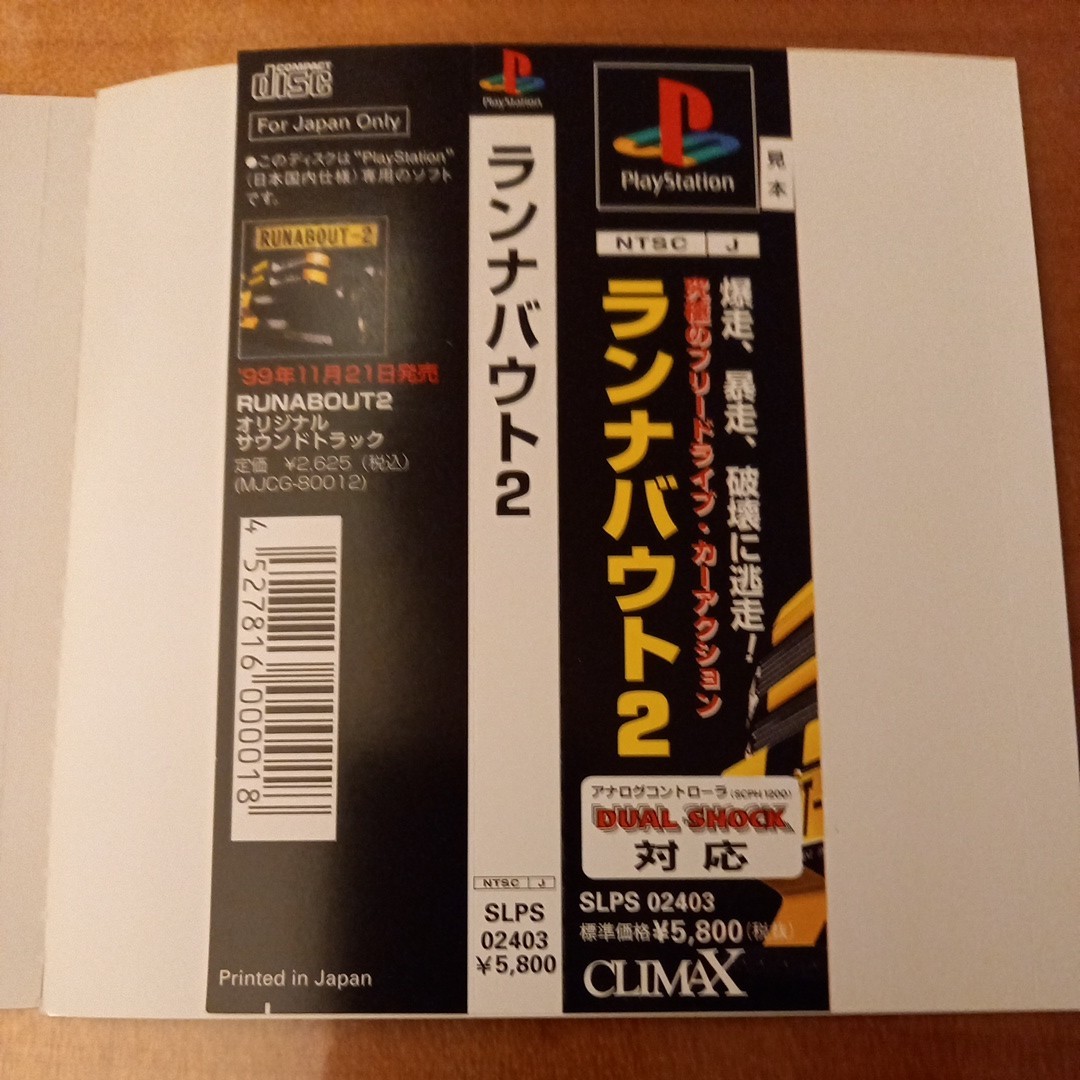 COMPACT
disc
For Japan Only
●このディスクは"PlayStation"
(日本国内仕様)専用のソフト
です。
RUNABOUT-2
'99年11月21日発売
RUNABOUT2
オリジナル
サウンドトラック
定価 ¥2,625(税込)
(MJCG-80012)
4 527816 000018
Printed in Japan
PlayStation
ランナバウト2
NTSC J
SLPS
02403
¥5,800
PlayStation
見本
NTSC J
爆走、暴走、破壊に逃走!
究極のフリードライブ・カーアクション
ランナバウト2
アナログコントローラ(SCPH1200)
DUAL SHOCK
対応
SLPS 02403
標準価格¥5,800(税抜)
CLIMAX